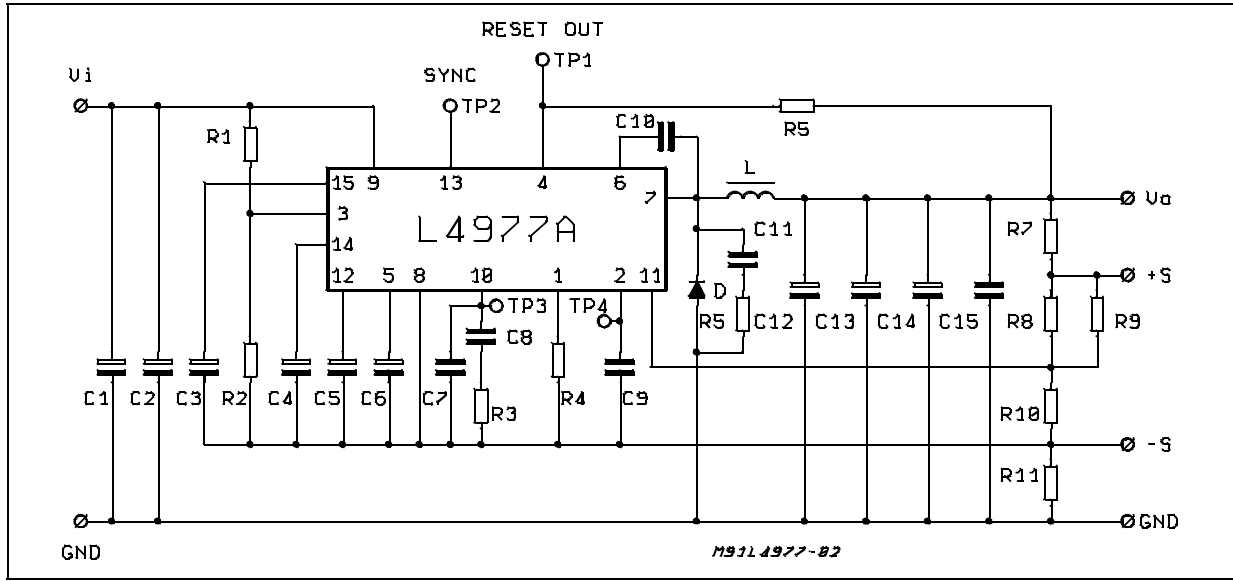 RESET OUT
Vi
SYNC
TP1
TP2
C10
R5
R1
L
15 9 13 4 6
7
Vo
3
L4977A
C11
R7
14
+S
12 5 8 10 1 2 11
D
TP3
TP4
R5
C12 C13 C14 C15
R8
R9
C8
C1 C2 C3 R2 C4 C5 C6 C7
R3
R4
C9
R10
-S
R11
GND
GND
M91L4977-02